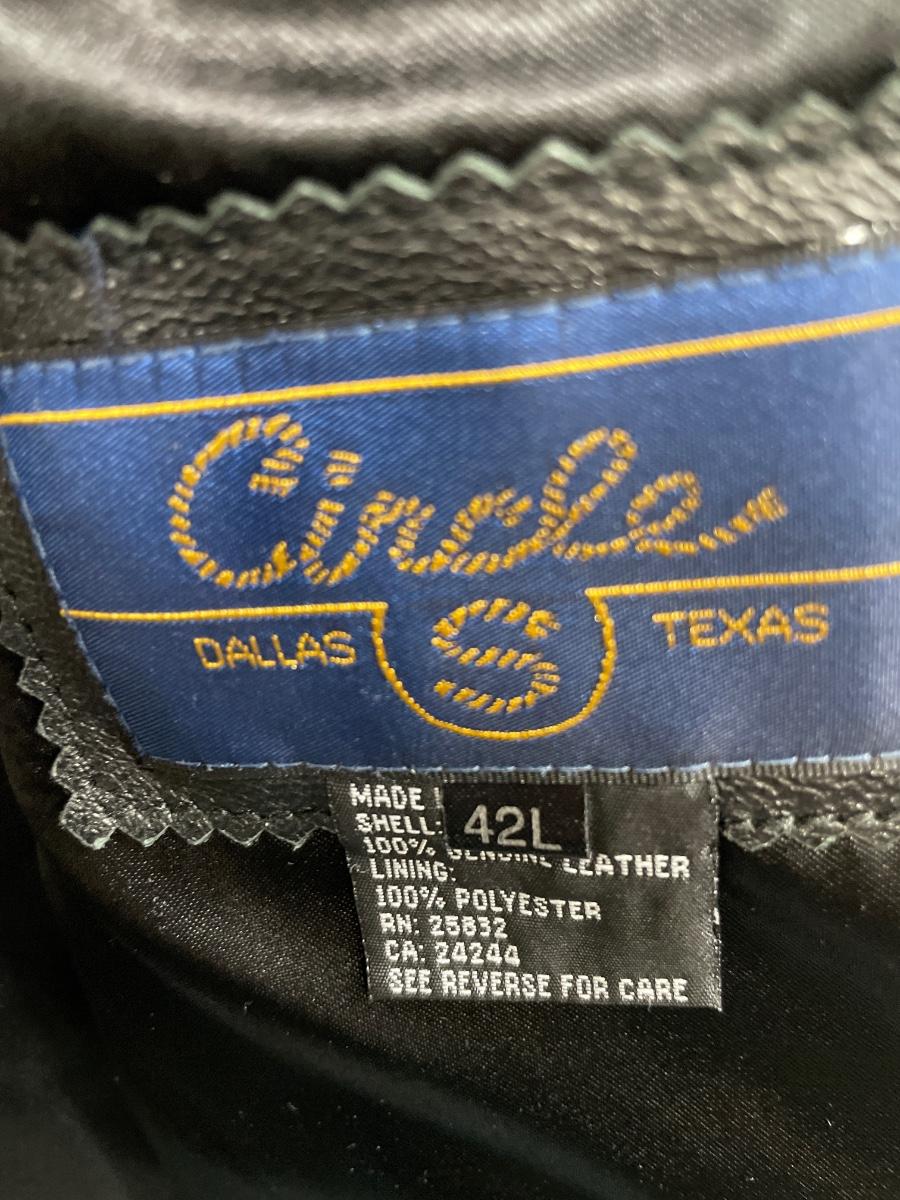 Circle
DALLAS S TEXAS
MADE
42L
SHELL:
100% GENUINE LEATHER
LINING:
100% POLYESTER
RN: 25832
CA: 24244
SEE REVERSE FOR CARE